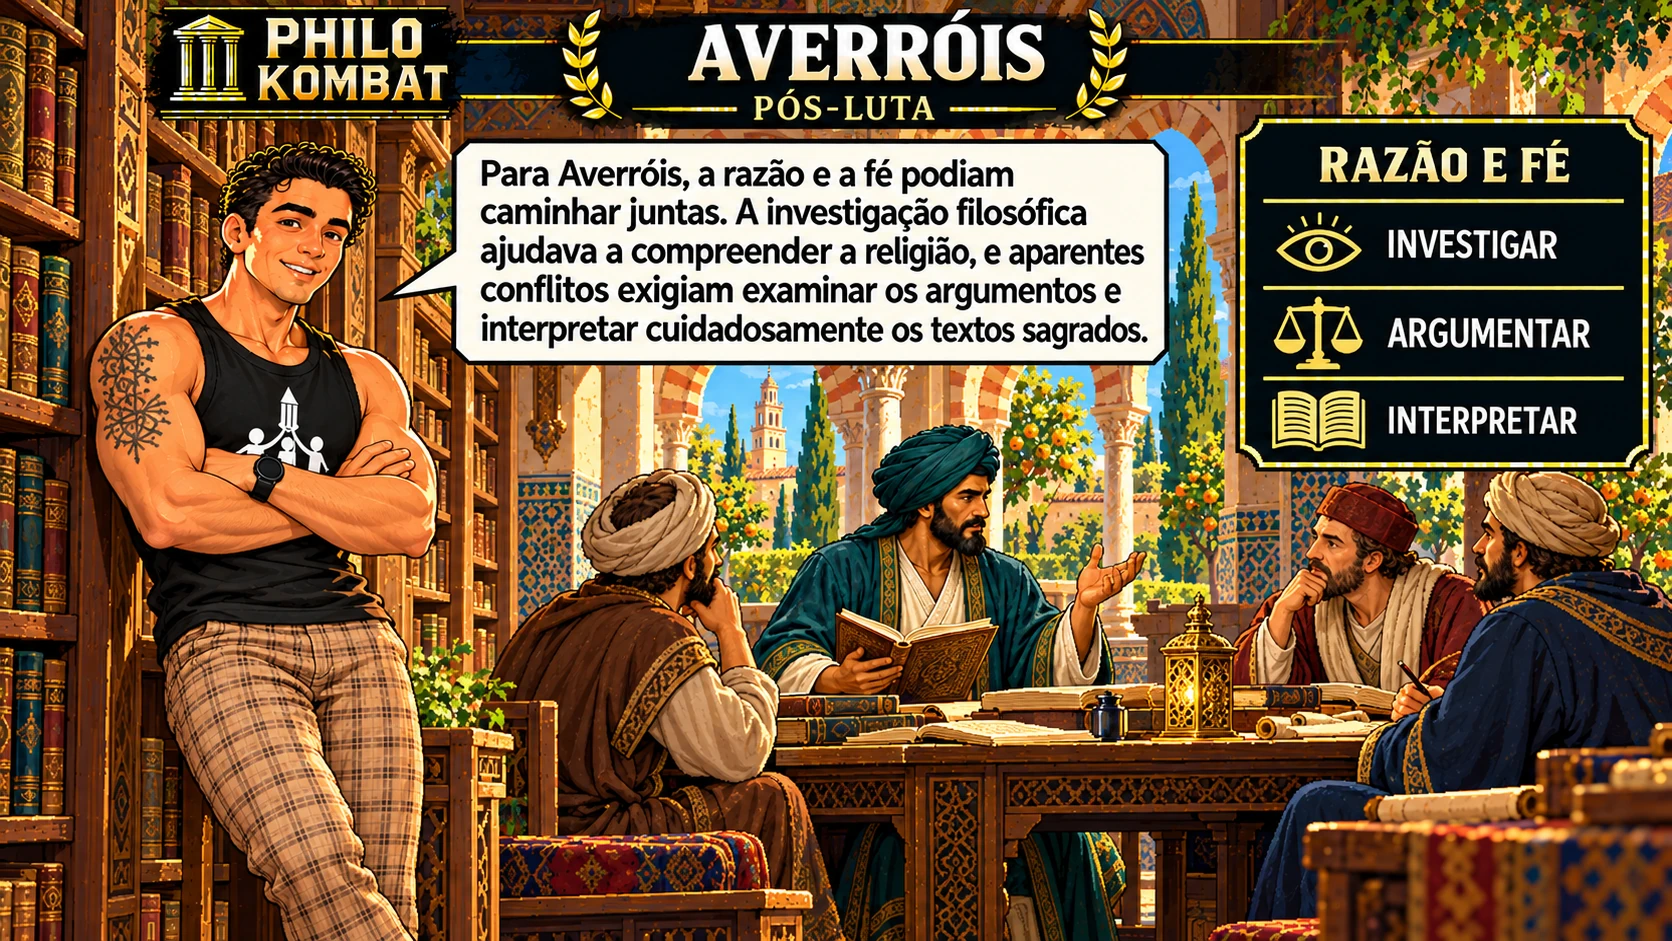 PHILO
KOMBAT
AVERRÓIS
PÓS-LUTA
Para Averróis, a razão e a fé podiam
caminhar juntas. A investigação filosófica
ajudava a compreender a religião, e aparentes
conflitos exigiam examinar os argumentos e
interpretar cuidadosamente os textos sagrados.
RAZÃO E FÉ
INVESTIGAR
ARGUMENTAR
INTERPRETAR